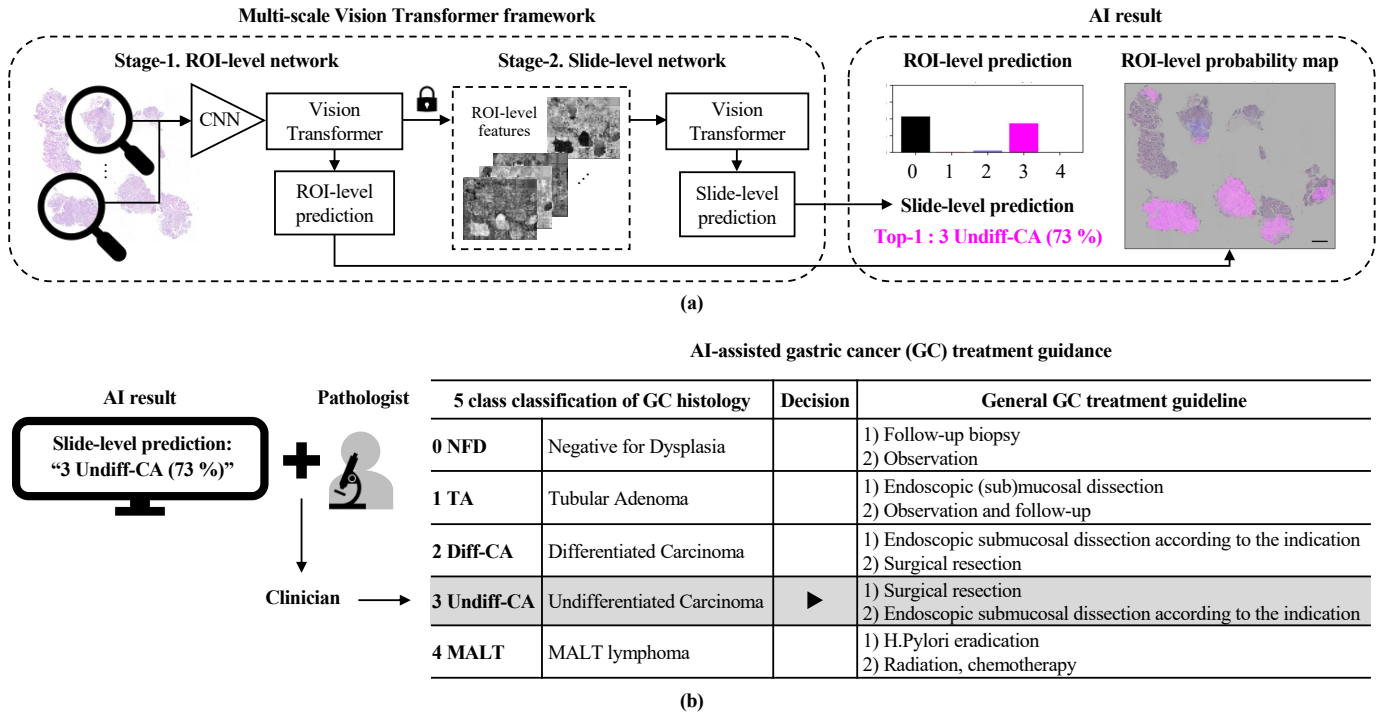 Multi-scale Vision Transformer framework
AI result
Stage-1. ROI-level network
Stage-2. Slide-level network
CNN
Vision
Transformer
ROI-level
prediction
ROI-level
features
Vision
Transformer
Slide-level
prediction
ROI-level prediction
0 1 2 3 4
Slide-level prediction
Top-1 : 3 Undiff-CA (73 %)
ROI-level probability map
(a)
AI-assisted gastric cancer (GC) treatment guidance
AI result
Slide-level prediction:
“3 Undiff-CA (73 %)”
Pathologist
Clinician
5 class classification of GC histology Decision General GC treatment guideline
0 NFD Negative for Dysplasia
1) Follow-up biopsy
2) Observation
1 TA Tubular Adenoma
1) Endoscopic (sub)mucosal dissection
2) Observation and follow-up
2 Diff-CA Differentiated Carcinoma
1) Endoscopic submucosal dissection according to the indication
2) Surgical resection
3 Undiff-CA Undifferentiated Carcinoma
1) Surgical resection
2) Endoscopic submucosal dissection according to the indication
4 MALT MALT lymphoma
1) H.Pylori eradication
2) Radiation, chemotherapy
(b)